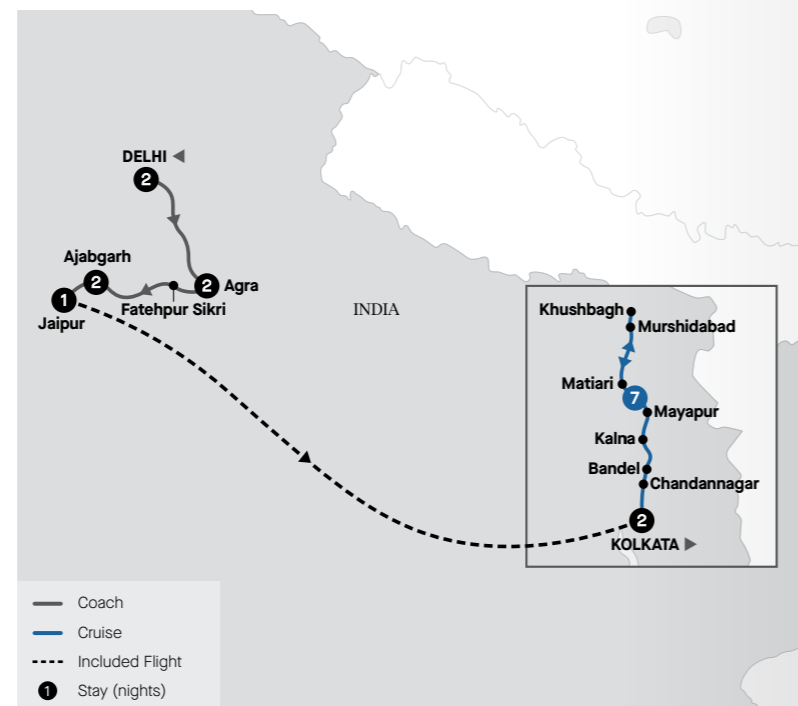 DELHI
2
Ajabgarh
2
2
Agra
1
Fatehpur Sikri
Jaipur
INDIA
Khushbagh
Murshidabad
Matiari
7
Mayapur
Kalna
Bandel
Chandannagar
2
KOLKATA
Coach
Cruise
Included Flight
1
Stay (nights)